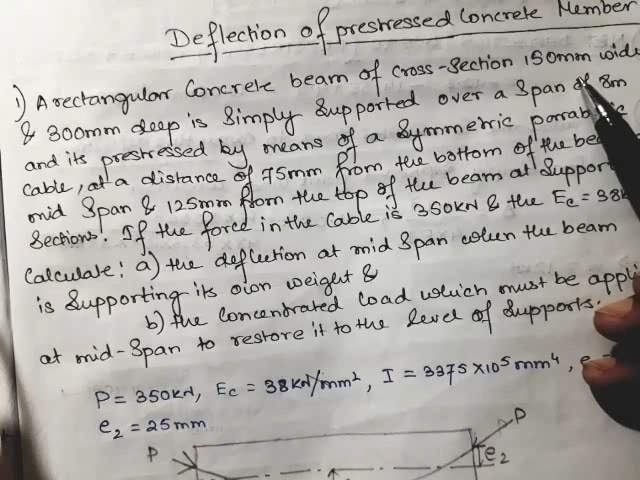 Deflection of prestressed Concrete Member
1) A rectangular Concrete beam of cross-section 150mm wide
& 300mm deep is Simply Supported over a Span of 8m
and its prestressed by means of a Symmetric
Cable, at a distance of 75mm from the bottom of the
mid Span & 125mm from the top of the beam at
Sections. If the force in the Cable is 350KN & the Ec =
Calculate: a) the deflection at mid Span when the beam
is Supporting its own weight &
b) the Concentrated load which must be
at mid-Span to restore it to the level of Supports.
P = 350KN, Ec = 38KN/mm², I = 3375 x 10⁵ mm⁴,
e₂ = 25mm
P
P
e₂